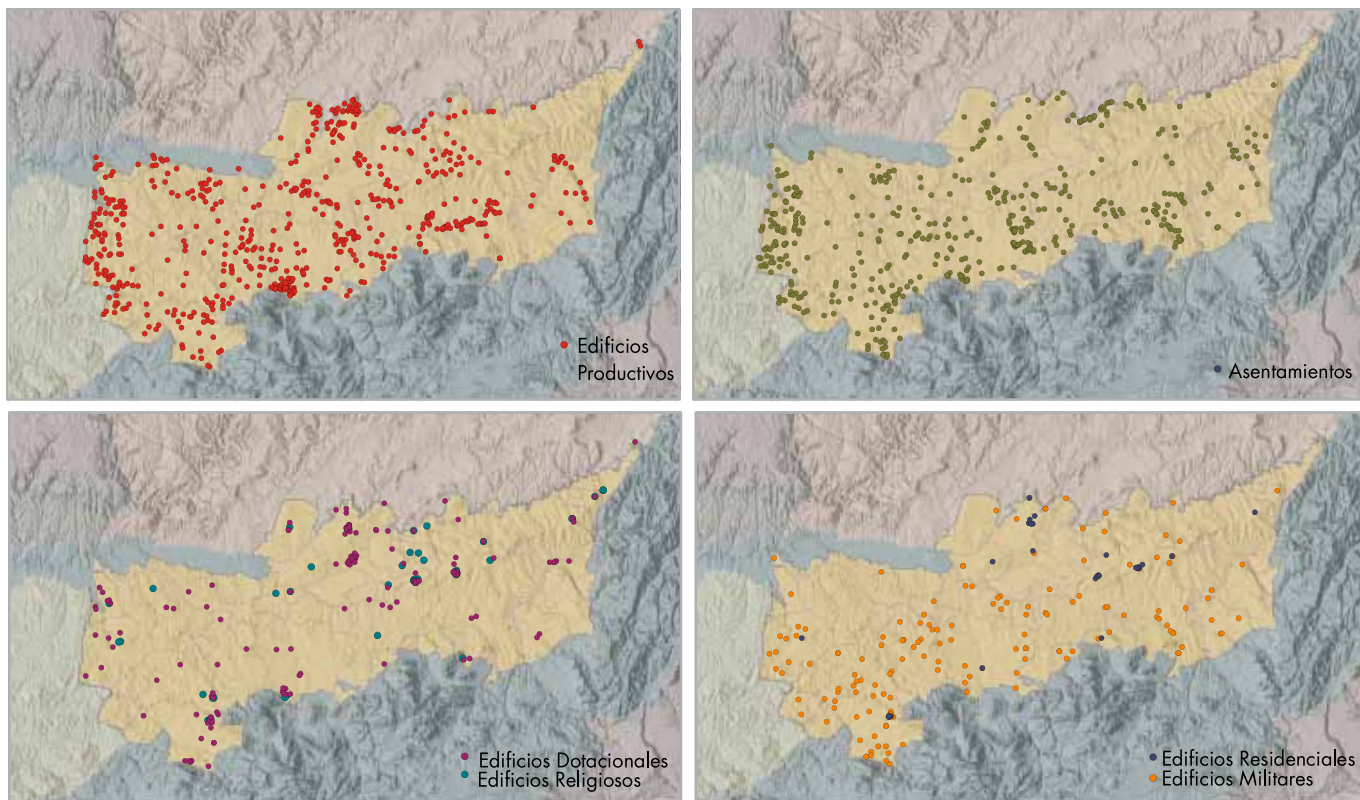 Edificios
Productivos
Asentamientos
Edificios Dotacionales
Edificios Religiosos
Edificios Residenciales
Edificios Militares